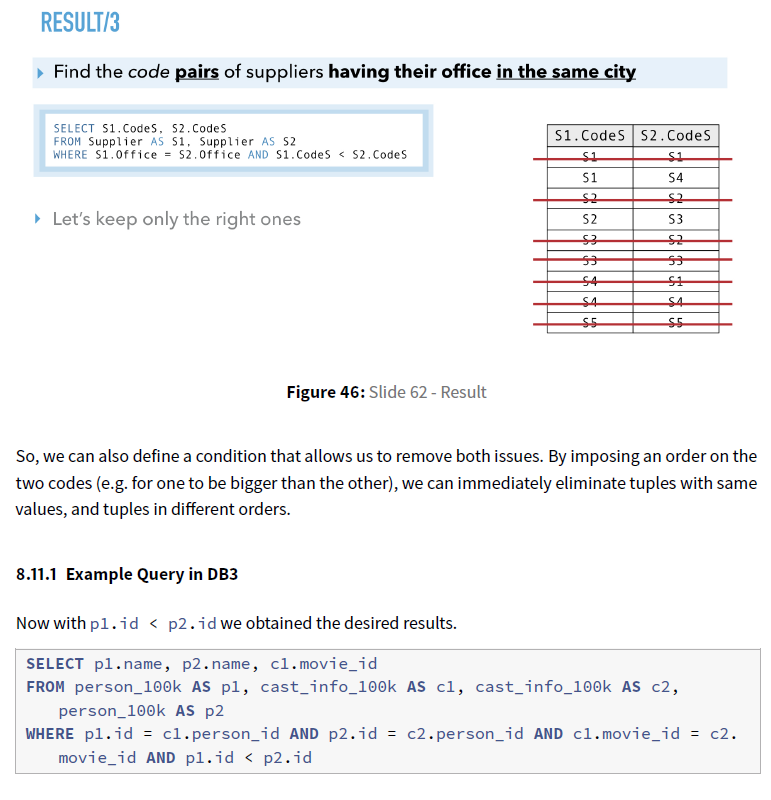 RESULT/3
Find the code pairs of suppliers having their office in the same city
SELECT S1.CodeS, S2.CodeS
FROM Supplier AS S1, Supplier AS S2
WHERE S1.Office = S2.Office AND S1.CodeS < S2.CodeS
Let's keep only the right ones
S1.CodeS S2.CodeS
S1 S1
S1 S4
S2 S2
S2 S3
S3 S2
S3 S3
S4 S1
S4 S4
S5 S5
Figure 46: Slide 62 - Result
So, we can also define a condition that allows us to remove both issues. By imposing an order on the
two codes (e.g. for one to be bigger than the other), we can immediately eliminate tuples with same
values, and tuples in different orders.
8.11.1 Example Query in DB3
Now with p1.id < p2.id we obtained the desired results.
SELECT p1.name, p2.name, c1.movie_id
FROM person_100k AS p1, cast_info_100k AS c1, cast_info_100k AS c2,
person_100k AS p2
WHERE p1.id = c1.person_id AND p2.id = c2.person_id AND c1.movie_id = c2.
movie_id AND p1.id < p2.id